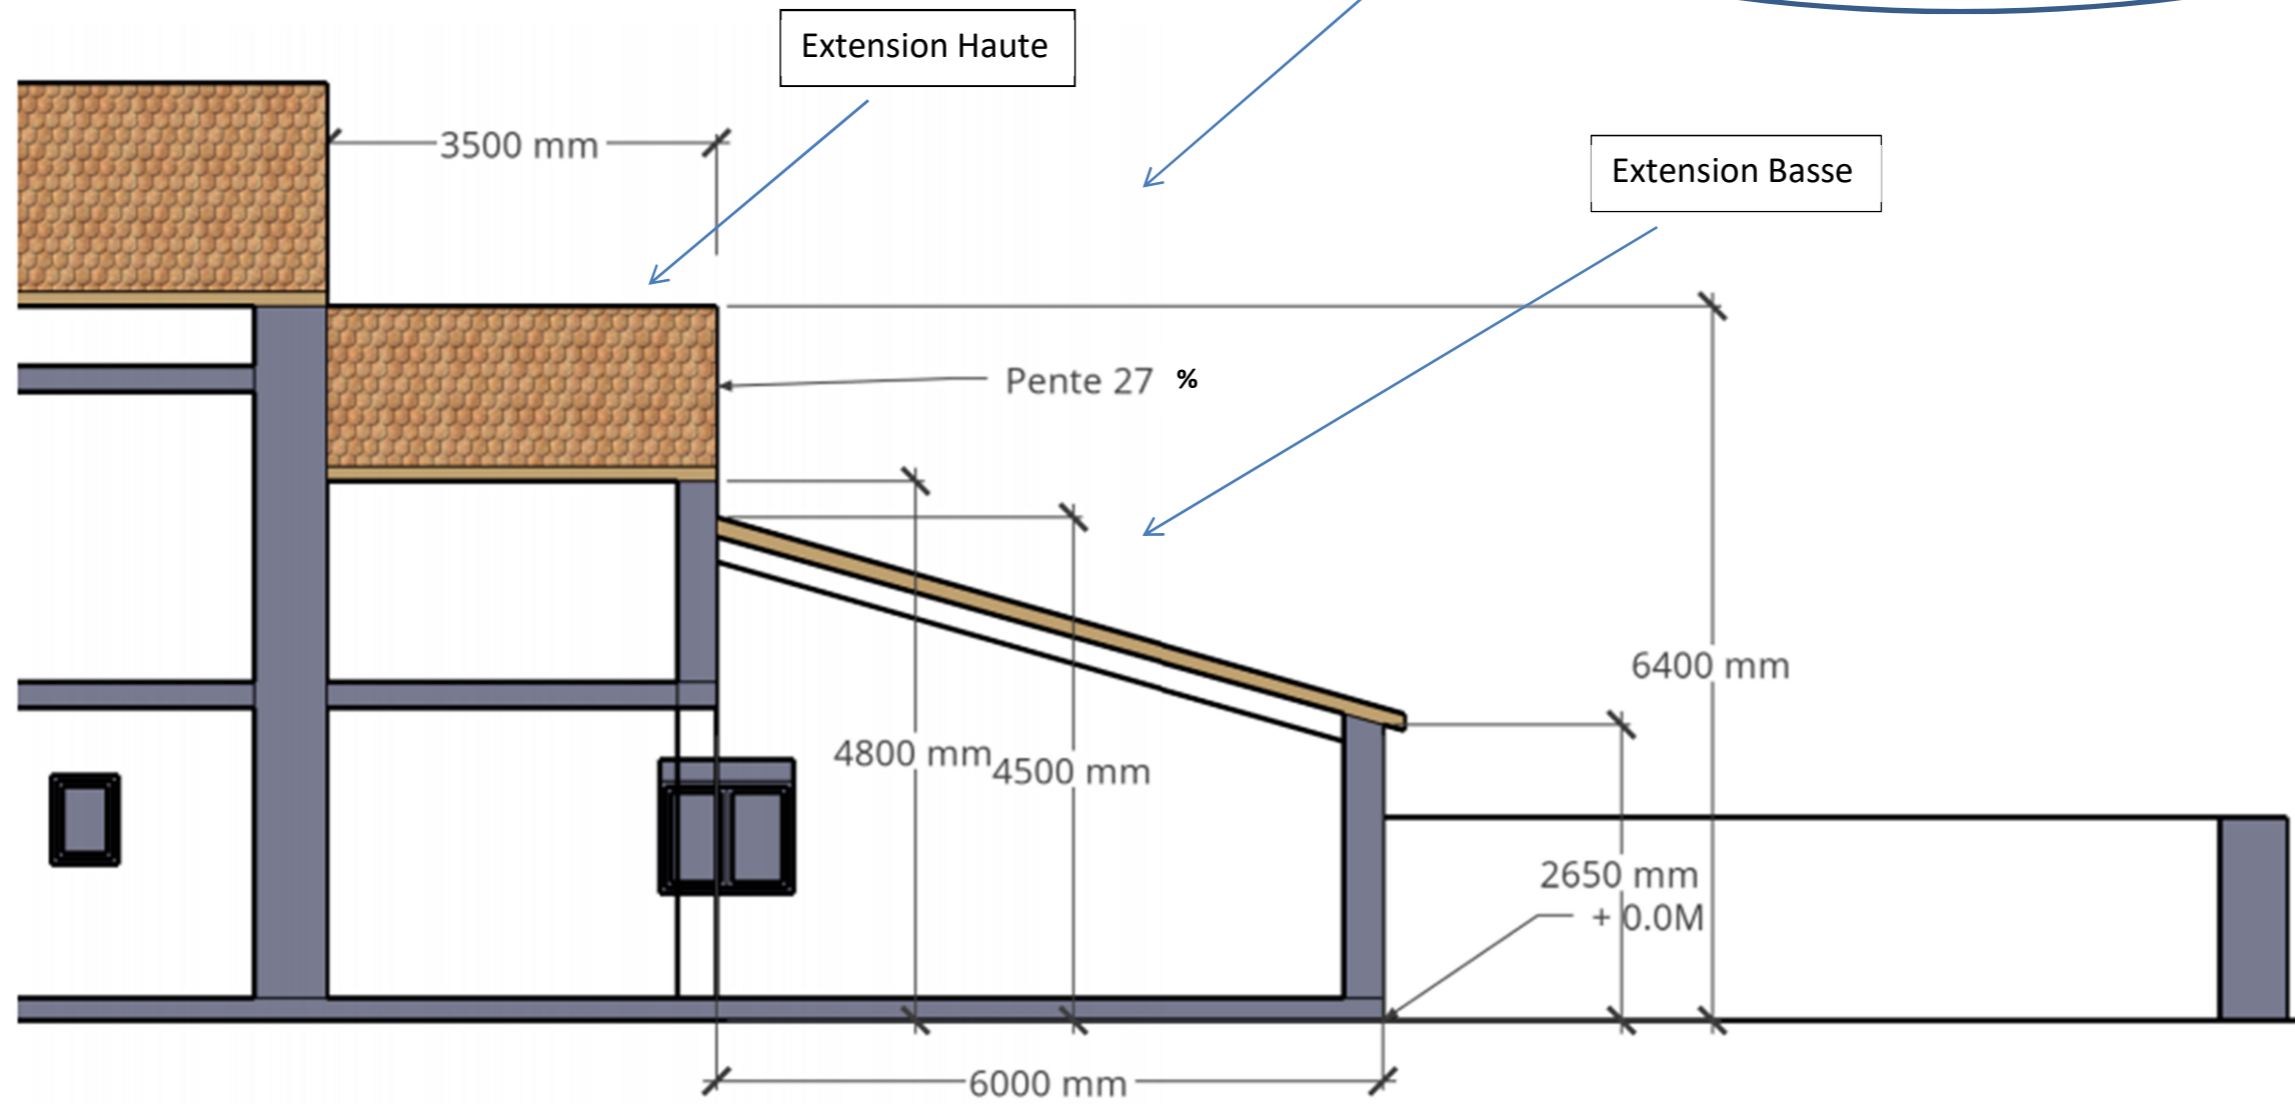 Extension Haute
3500 mm
Extension Basse
Pente 27 %
6400 mm
4800 mm
4500 mm
2650 mm
+ 0.0M
6000 mm